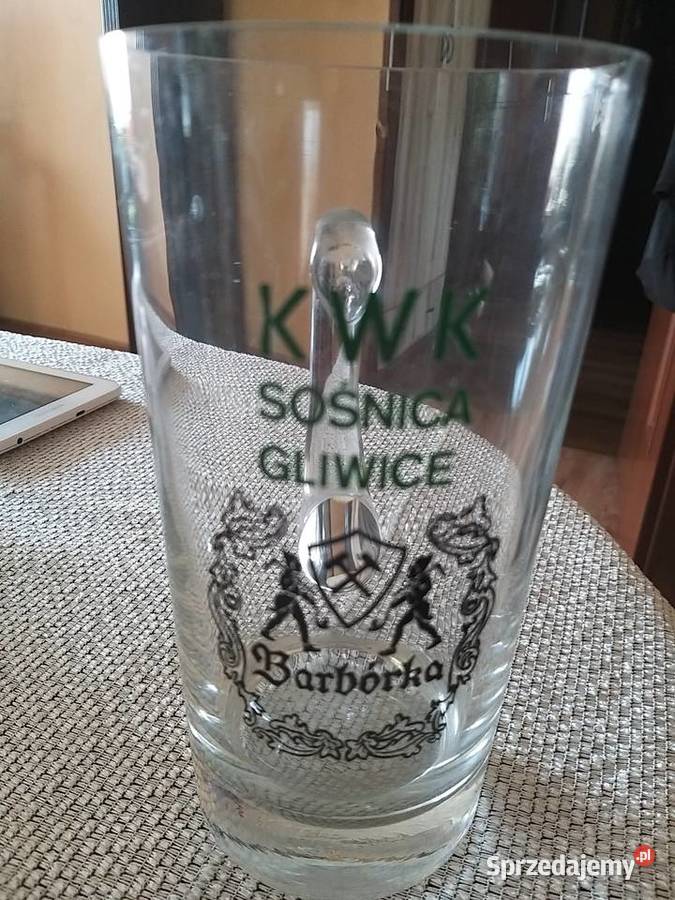 KWK
SOŚNICA
GLIWICE
Barbórka
Sprzedajemy.pl